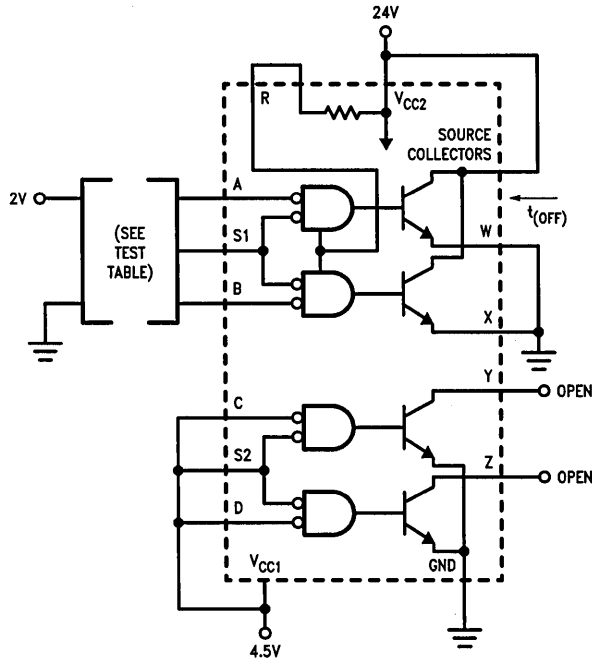 24V
R
VCC2
SOURCE
COLLECTORS
A
2V
(SEE
TEST
TABLE)
S1
t(OFF)
W
B
X
Y
OPEN
C
S2
Z
OPEN
D
GND
VCC1
4.5V